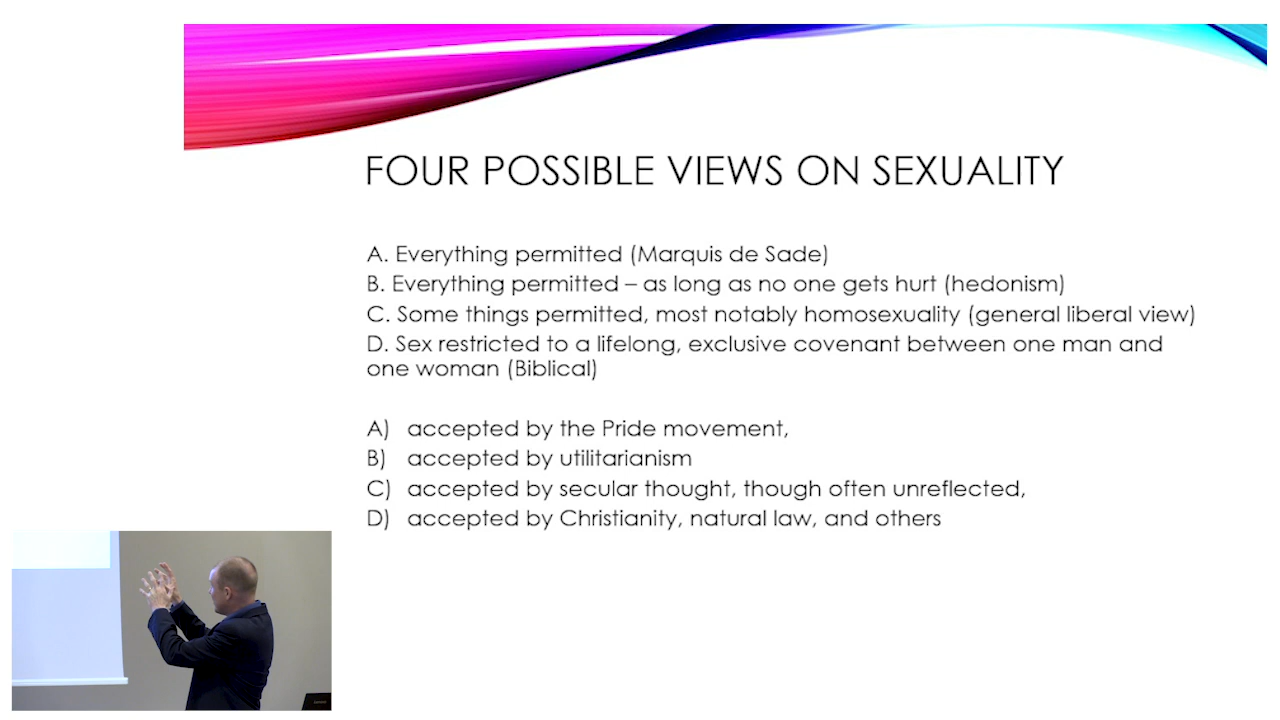 FOUR POSSIBLE VIEWS ON SEXUALITY
A. Everything permitted (Marquis de Sade)
B. Everything permitted – as long as no one gets hurt (hedonism)
C. Some things permitted, most notably homosexuality (general liberal view)
D. Sex restricted to a lifelong, exclusive covenant between one man and
one woman (Biblical)
A) accepted by the Pride movement,
B) accepted by utilitarianism
C) accepted by secular thought, though often unreflected,
D) accepted by Christianity, natural law, and others